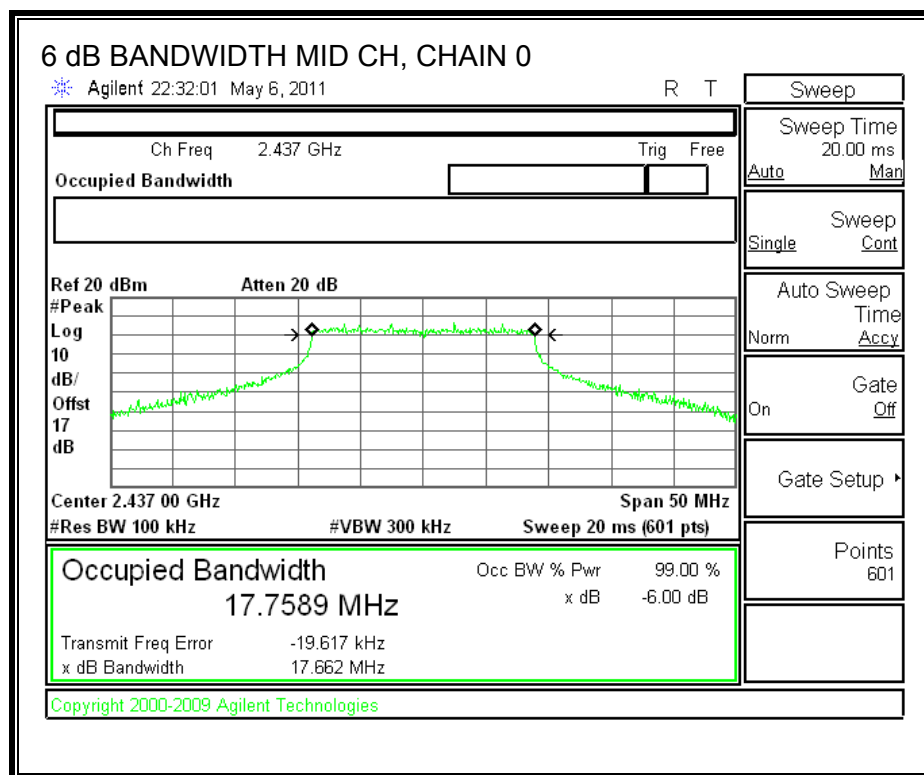 6 dB BANDWIDTH MID CH, CHAIN 0
Agilent 22:32:01 May 6, 2011 R T
Sweep
Ch Freq 2.437 GHz Trig Free
Occupied Bandwidth
Sweep Time
20.00 ms
Auto Man
Sweep
Single Cont
Auto Sweep
Time
Norm Accy
Gate
On Off
Gate Setup
Points
601
Ref 20 dBm Atten 20 dB
#Peak
Log
10
dB/
Offst
17
dB
Center 2.437 00 GHz Span 50 MHz
#Res BW 100 kHz #VBW 300 kHz Sweep 20 ms (601 pts)
Occupied Bandwidth Occ BW % Pwr 99.00 %
17.7589 MHz x dB -6.00 dB
Transmit Freq Error -19.617 kHz
x dB Bandwidth 17.662 MHz
Copyright 2000-2009 Agilent Technologies